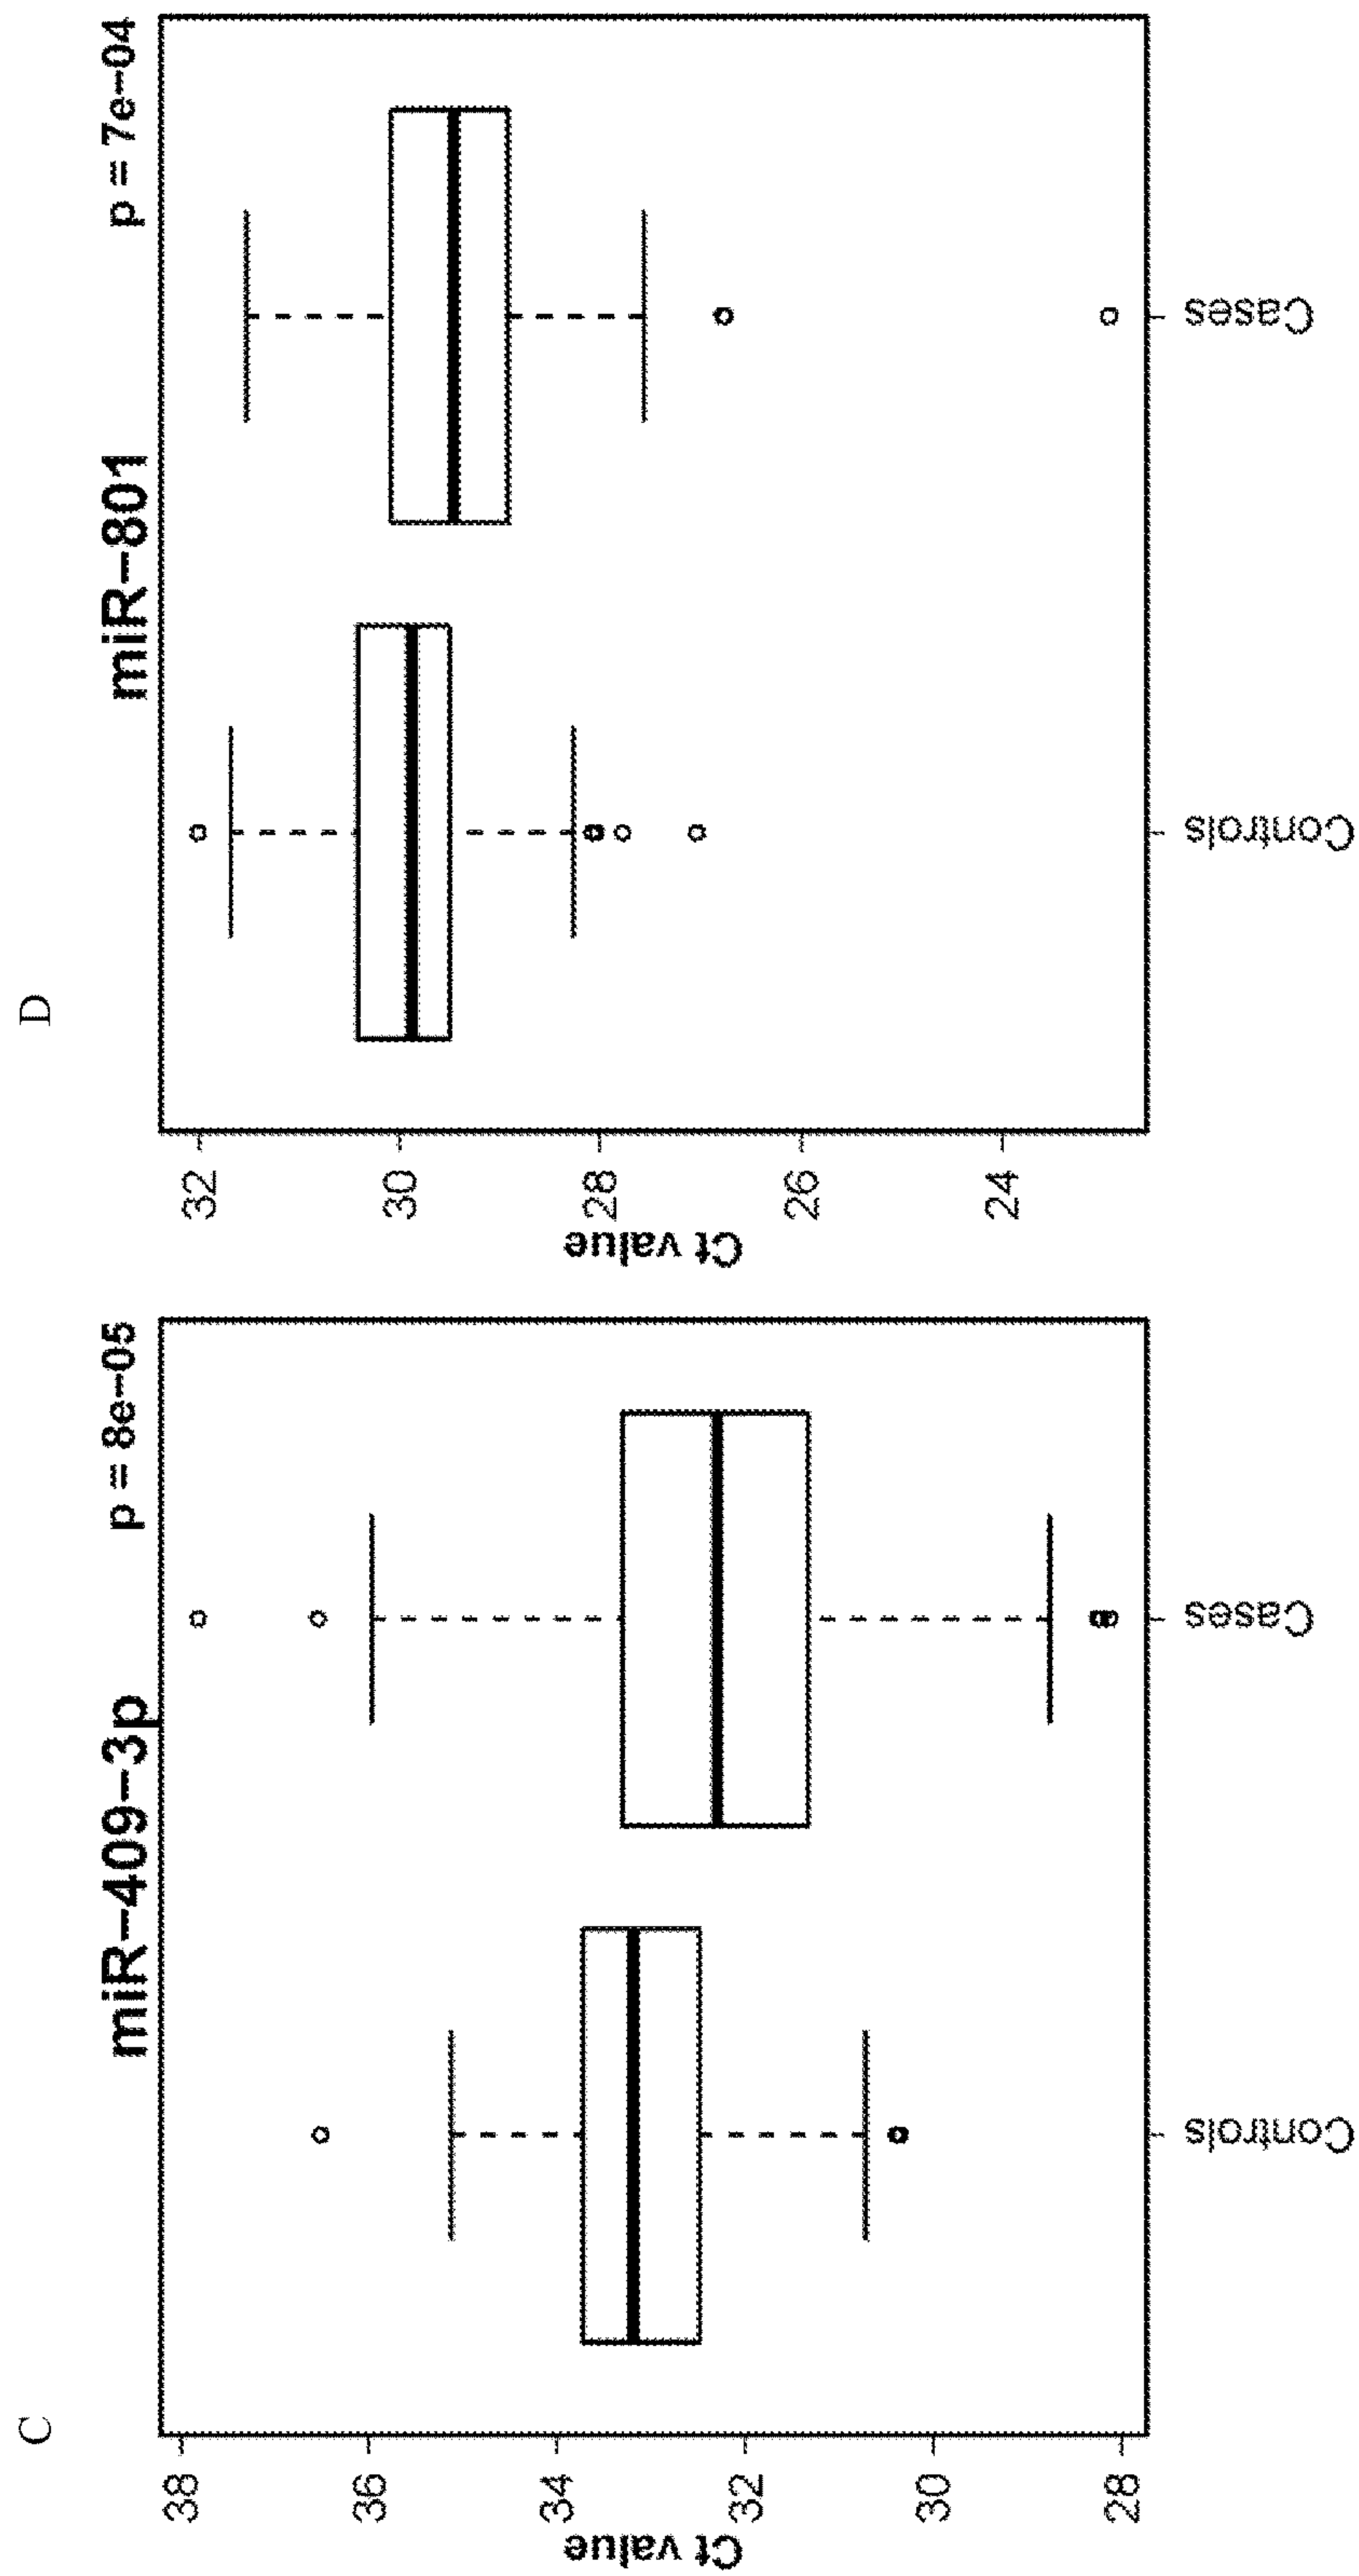 C
miR−409−3p
p = 8e−05
Ct value
38
36
34
32
30
28
Controls
Cases
D
miR−801
p = 7e−04
Ct value
32
30
28
26
24
Controls
Cases